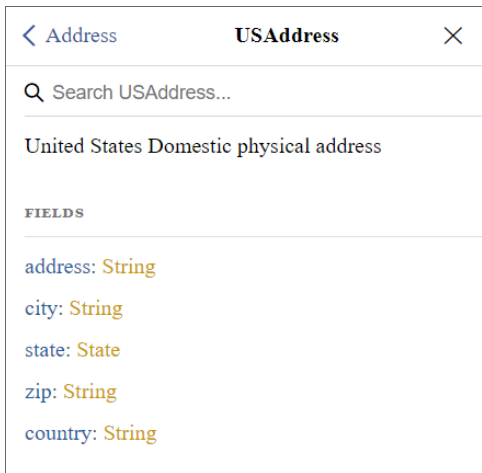 Address
USAddress
Search USAddress...
United States Domestic physical address
FIELDS
address: String
city: String
state: State
zip: String
country: String